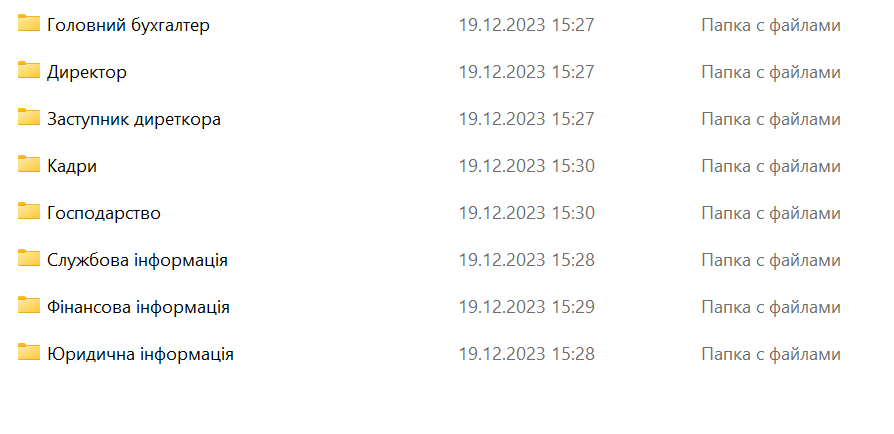 Головний бухгалтер 19.12.2023 15:27 Папка с файлами
Директор 19.12.2023 15:27 Папка с файлами
Заступник диреткора 19.12.2023 15:27 Папка с файлами
Кадри 19.12.2023 15:30 Папка с файлами
Господарство 19.12.2023 15:30 Папка с файлами
Службова інформація 19.12.2023 15:28 Папка с файлами
Фінансова інформація 19.12.2023 15:29 Папка с файлами
Юридична інформація 19.12.2023 15:28 Папка с файлами